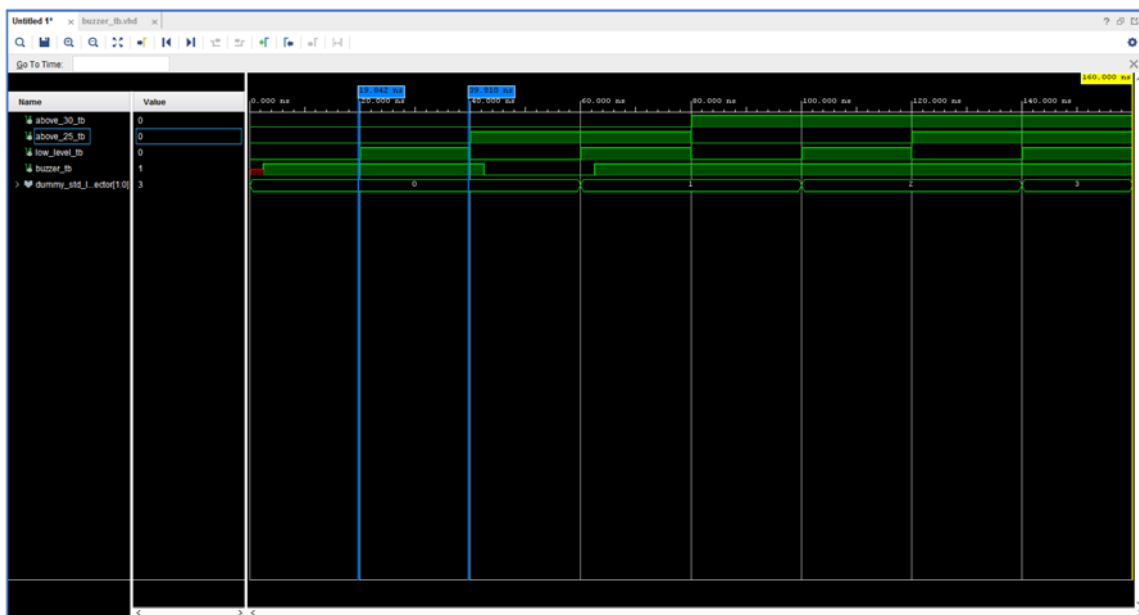 Untitled 1* × buzzer_tb.vhd ×
Go To Time:
160.000 ns
19.842 ns 39.810 ns
Name Value
0.000 ns 20.000 ns 40.000 ns 60.000 ns 80.000 ns 100.000 ns 120.000 ns 140.000 ns
above_30_tb 0
above_25_tb 0
low_level_tb 0
buzzer_tb 1
dummy_std_l...ector[1:0] 3 0 1 2 3